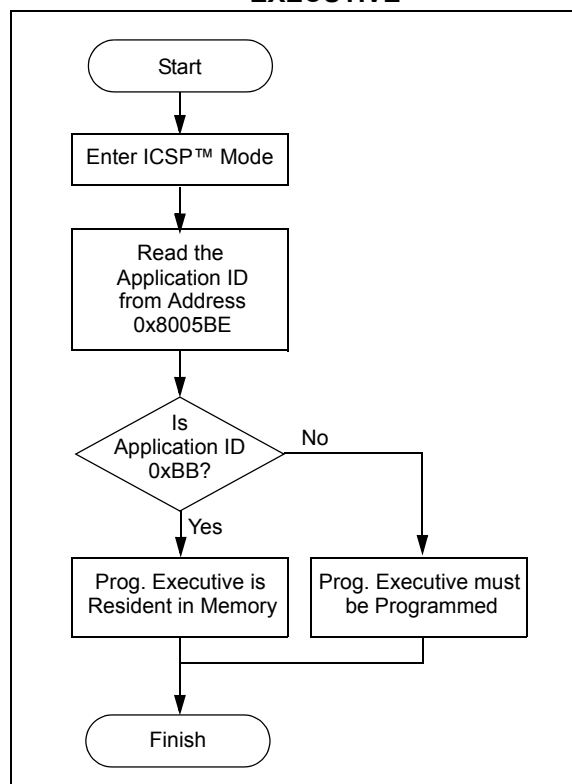 EXECUTIVE
Start
Enter ICSP™ Mode
Read the
Application ID
from Address
0x8005BE
Is
Application ID
0xBB?
No
Yes
Prog. Executive is
Resident in Memory
Prog. Executive must
be Programmed
Finish